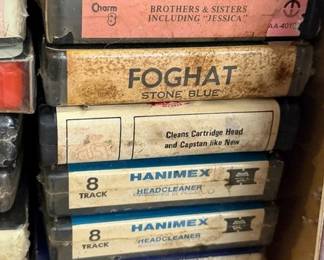 Charm
8
BROTHERS & SISTERS
INCLUDING "JESSICA"
FOGHAT
STONE BLUE
Cleans Cartridge Head
and Capstan like New
8
TRACK
HANIMEX
HEADCLEANER
8
TRACK
HANIMEX
HEADCLEANER